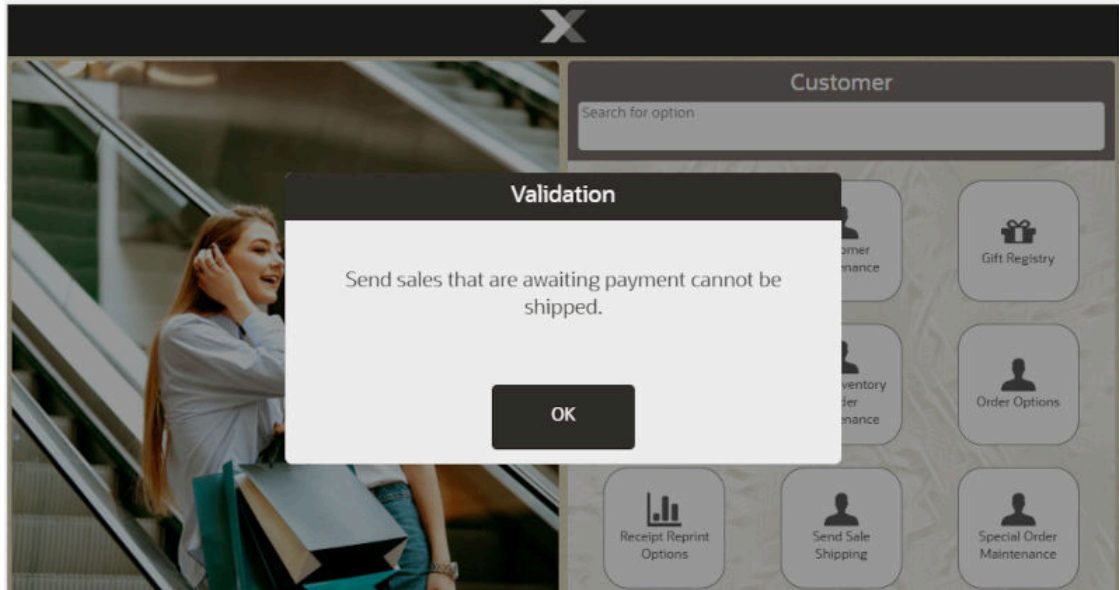 Customer
Search for option
Validation
Send sales that are awaiting payment cannot be
shipped.
OK
Gift Registry
Order Options
Receipt Reprint
Options
Send Sale
Shipping
Special Order
Maintenance